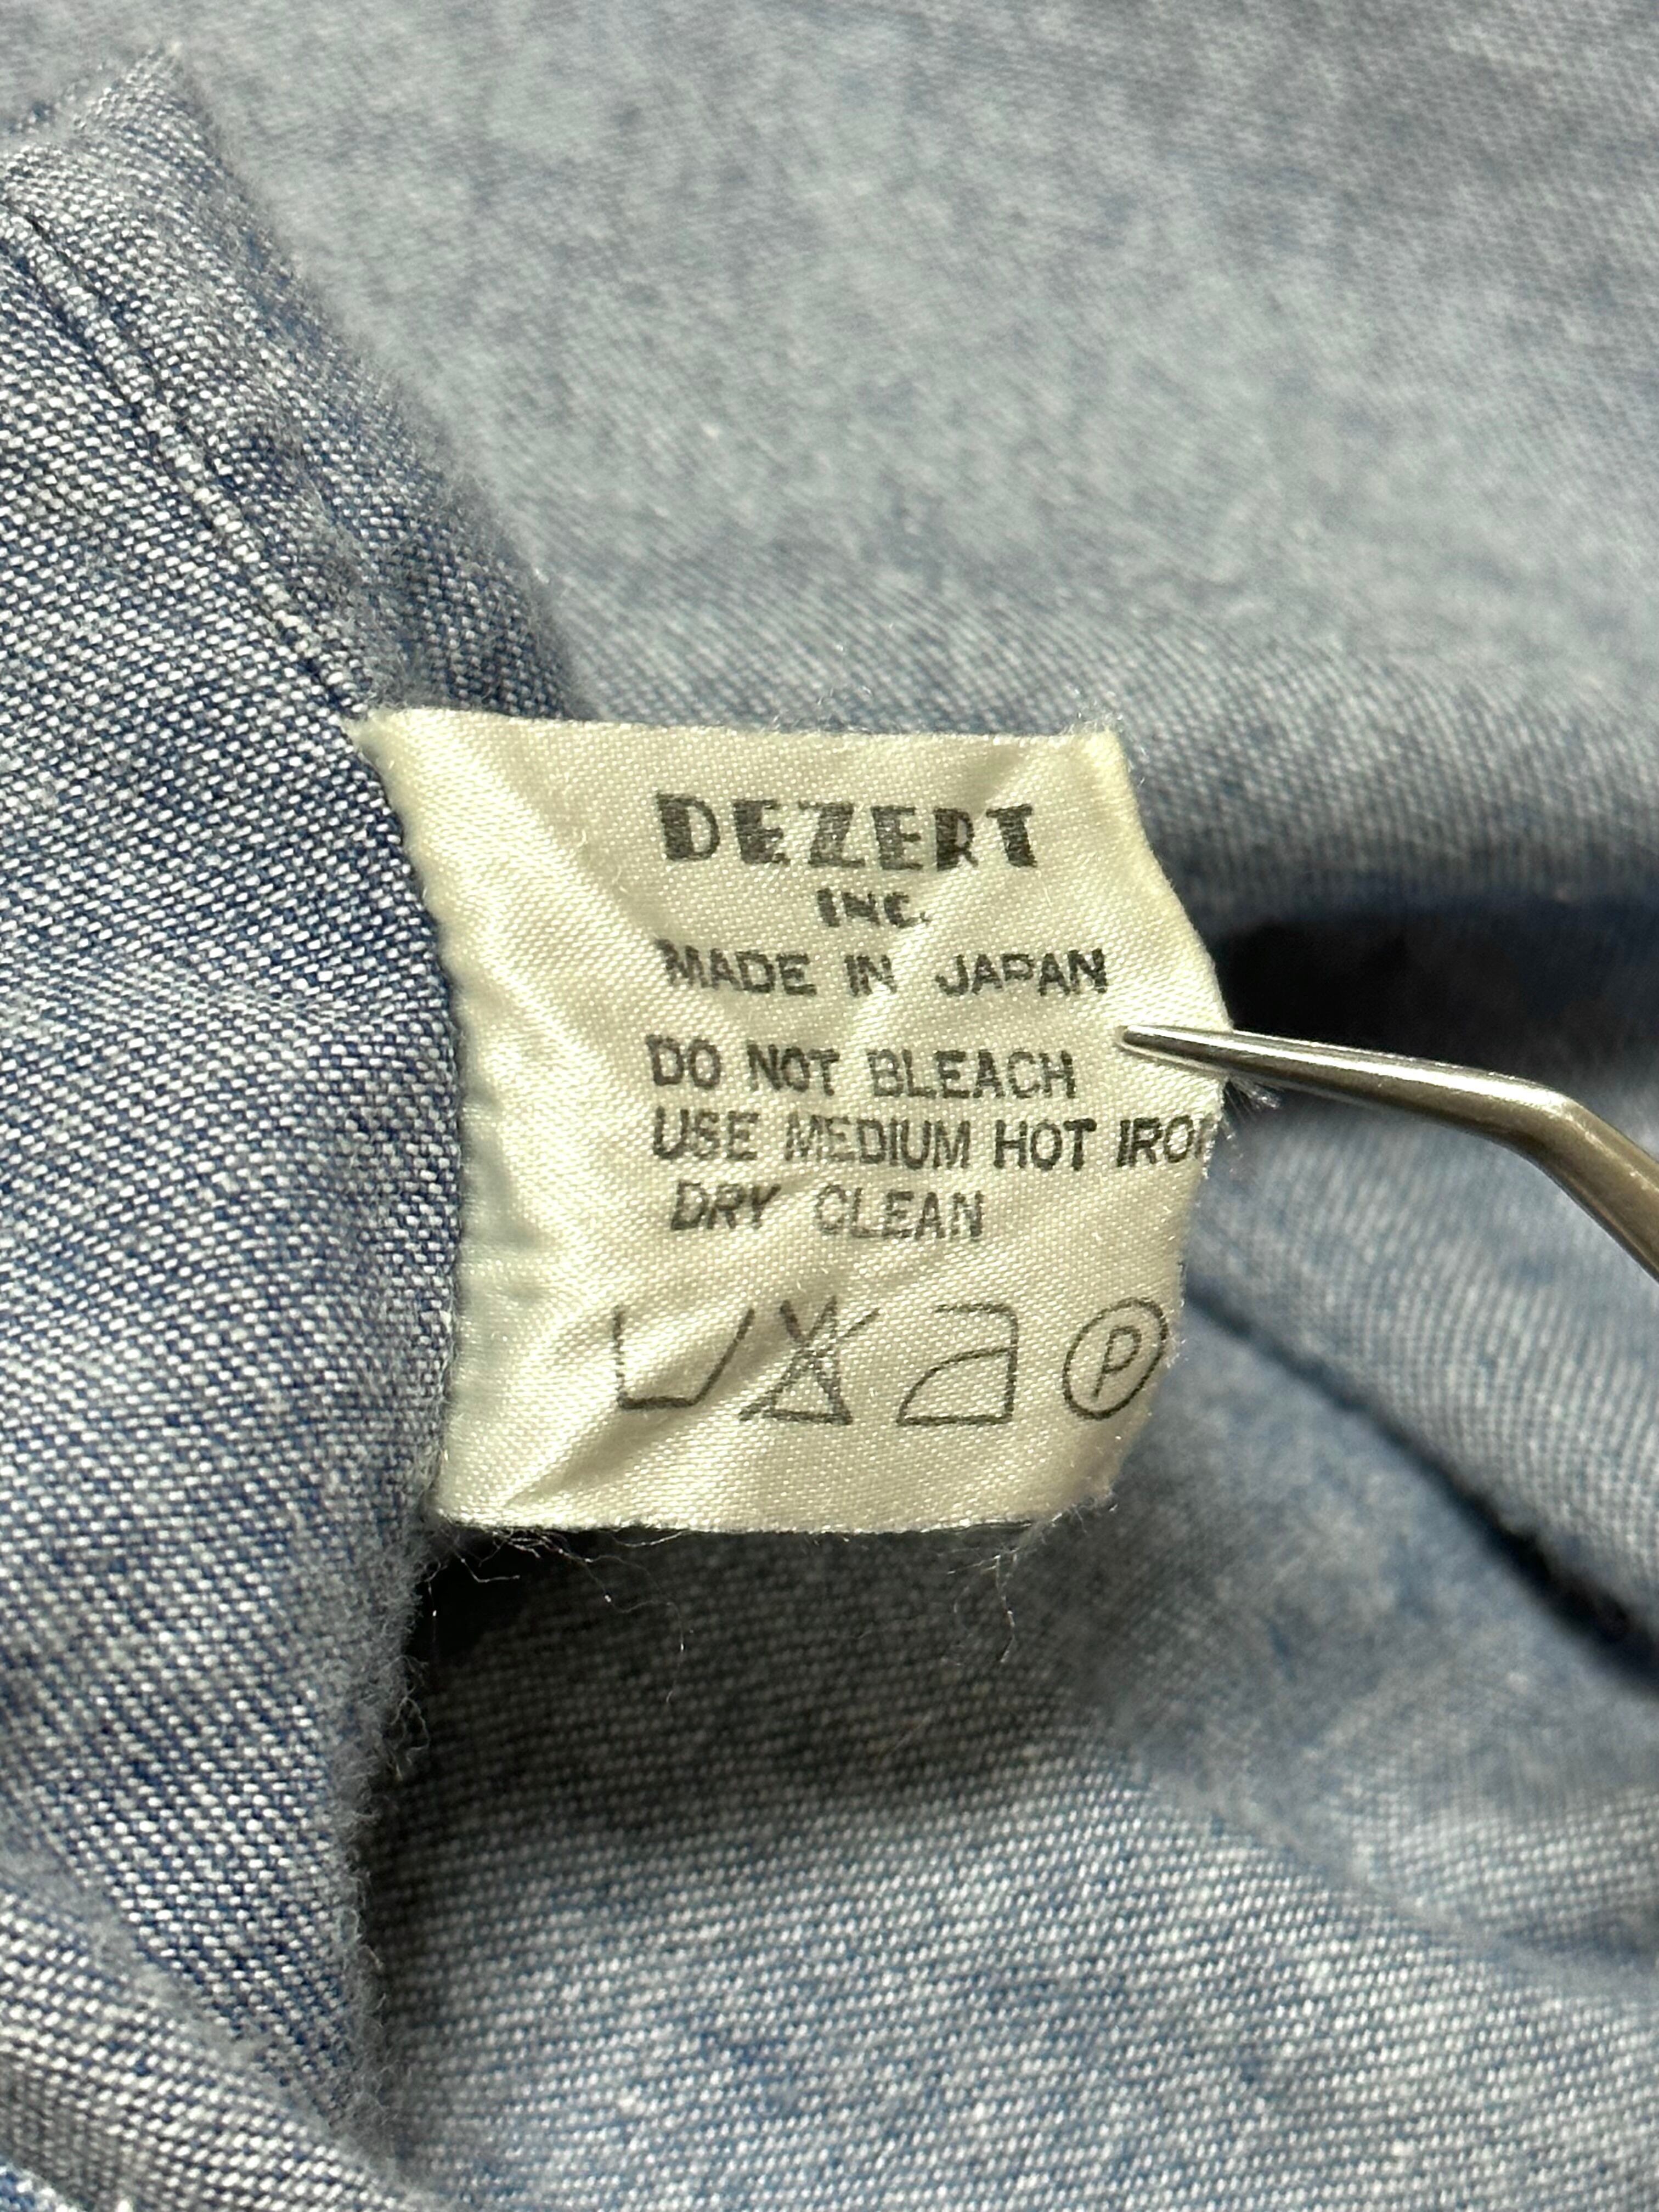 DEZERT
INC.
MADE IN JAPAN
DO NOT BLEACH
USE MEDIUM HOT IRON
DRY CLEAN
P